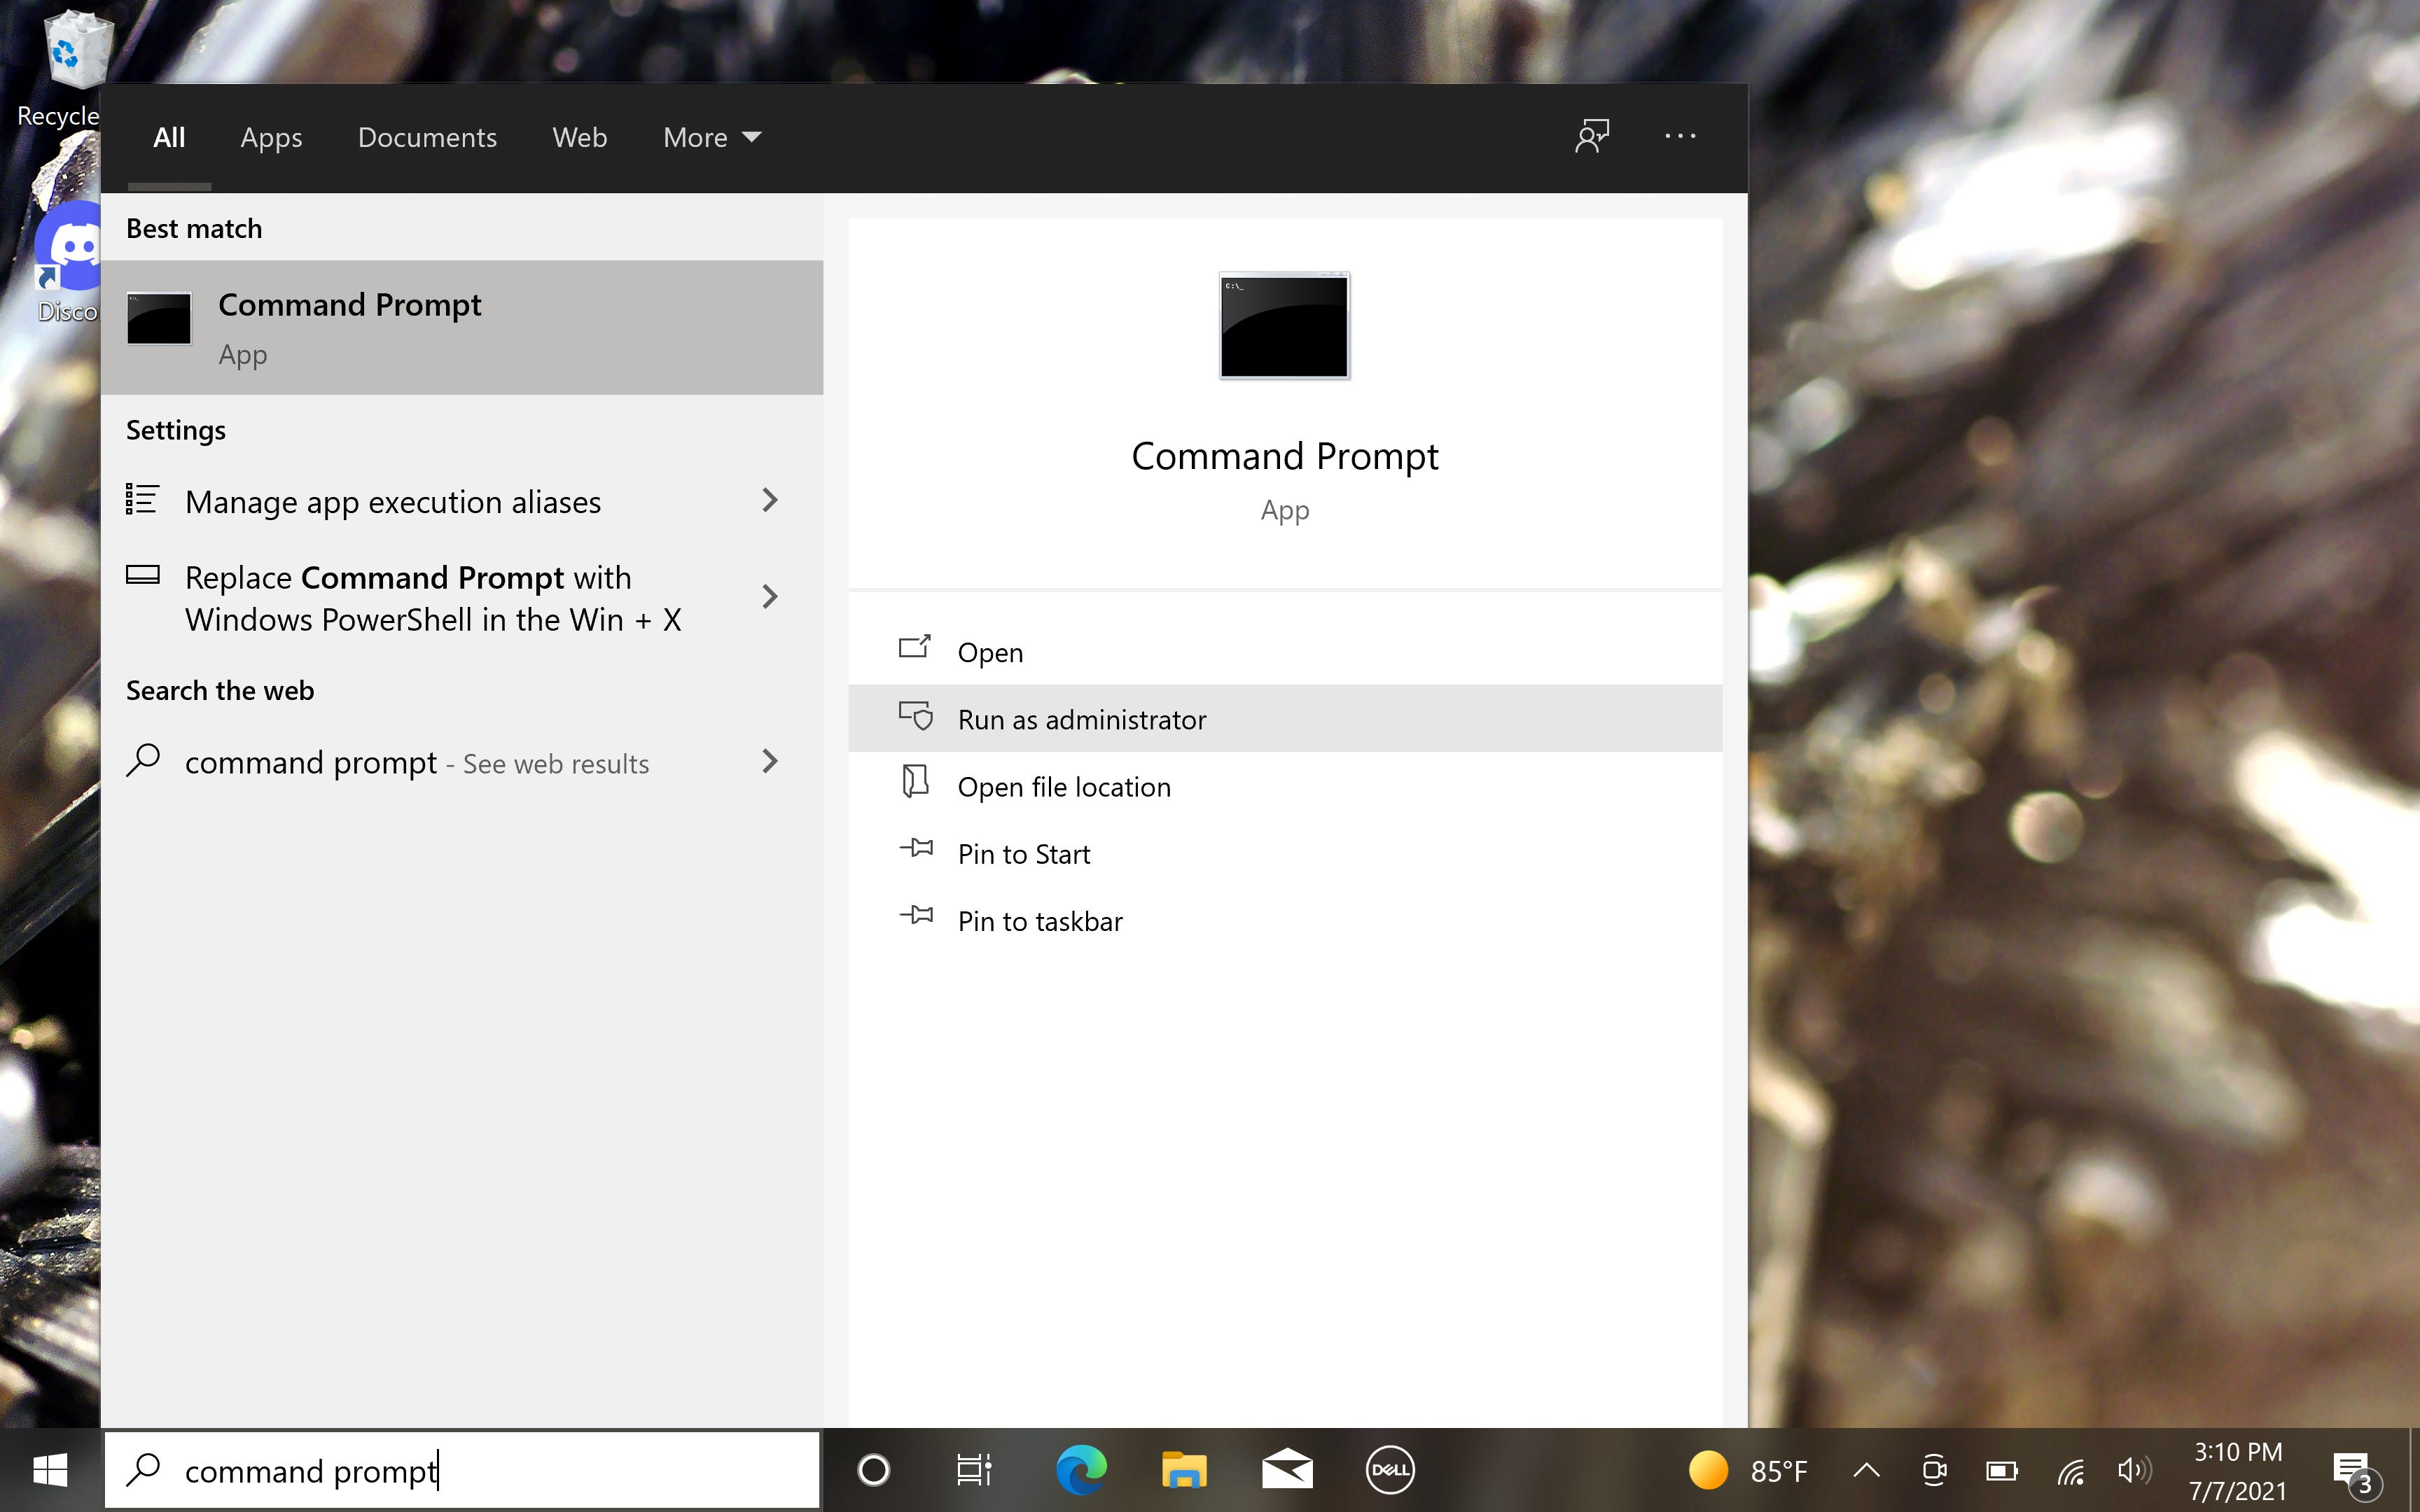 Recycle
Disco
All Apps Documents Web More
Best match
Command Prompt
App
Settings
Manage app execution aliases
Replace Command Prompt with
Windows PowerShell in the Win + X
Search the web
command prompt - See web results
C:\_
Command Prompt
App
Open
Run as administrator
Open file location
Pin to Start
Pin to taskbar
command prompt
DELL
85°F
3:10 PM
7/7/2021
3